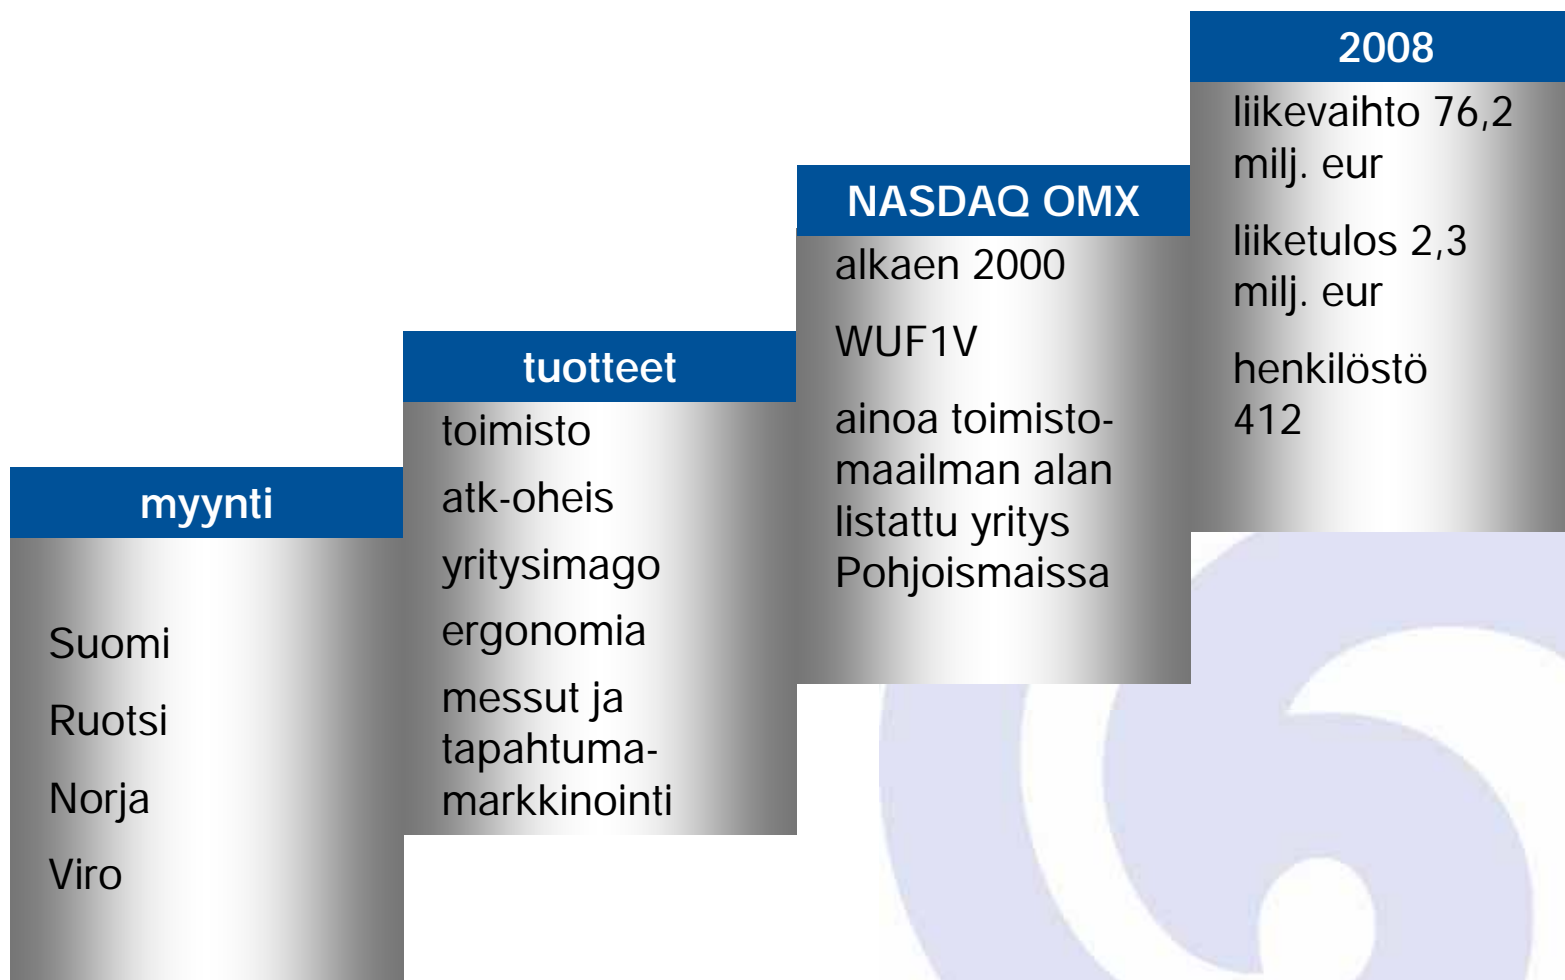 myynti
Suomi
Ruotsi
Norja
Viro
tuotteet
toimisto
atk-oheis
yritysimago
ergonomia
messut ja
tapahtuma-
markkinointi
NASDAQ OMX
alkaen 2000
WUF1V
ainoa toimisto-
maailman alan
listattu yritys
Pohjoismaissa
2008
liikevaihto 76,2
milj. eur
liiketulos 2,3
milj. eur
henkilöstö
412